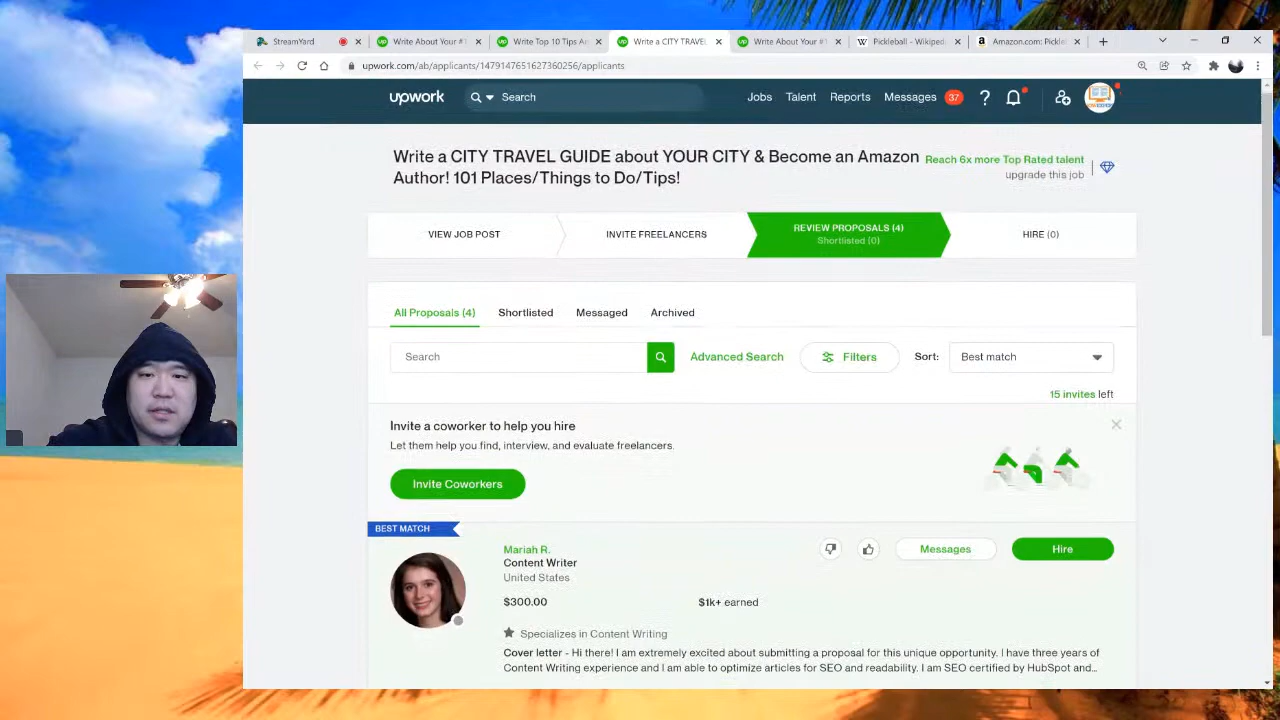 StreamYard
Write About Your #1
Write Top 10 Tips A
Write a CITY TRAVEL
Write About Your #1
Pickleball - Wikiped
Amazon.com: Pickl
upwork.com/ab/applicants/1479147651627360256/applicants
upwork
Search
Jobs
Talent
Reports
Messages
37
?
Write a CITY TRAVEL GUIDE about YOUR CITY & Become an Amazon
Author! 101 Places/Things to Do/Tips!
Reach 6x more Top Rated talent
upgrade this job
VIEW JOB POST
INVITE FREELANCERS
REVIEW PROPOSALS (4)
Shortlisted (0)
HIRE (0)
All Proposals (4)
Shortlisted
Messaged
Archived
Search
Advanced Search
Filters
Sort:
Best match
15 invites left
Invite a coworker to help you hire
Let them help you find, interview, and evaluate freelancers.
Invite Coworkers
BEST MATCH
Mariah R.
Content Writer
United States
Messages
Hire
$300.00
$1k+ earned
Specializes in Content Writing
Cover letter - Hi there! I am extremely excited about submitting a proposal for this unique opportunity. I have three years of
Content Writing experience and I am able to optimize articles for SEO and readability. I am SEO certified by HubSpot and...